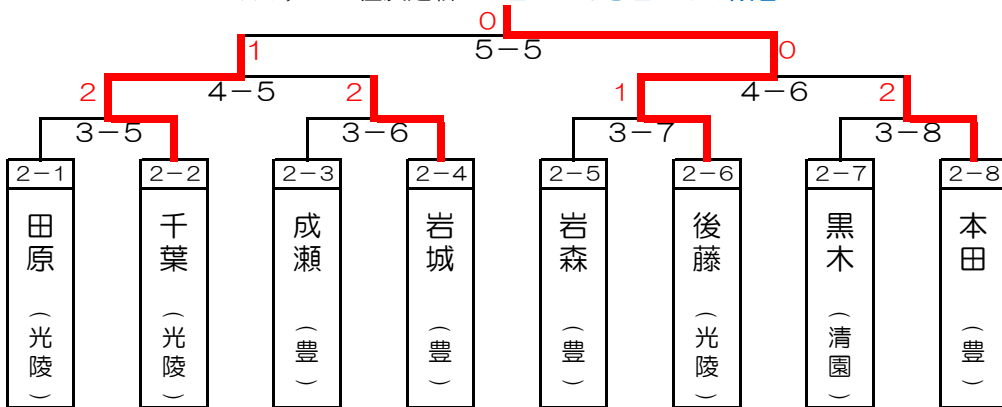 0
5-5
1
0
4-5
4-6
2
2
1
2
3-5
3-6
3-7
3-8
2-1
2-2
2-3
2-4
2-5
2-6
2-7
2-8
田原（光陵）
千葉（光陵）
成瀬（豊）
岩城（豊）
岩森（豊）
後藤（光陵）
黒木（清園）
本田（豊）